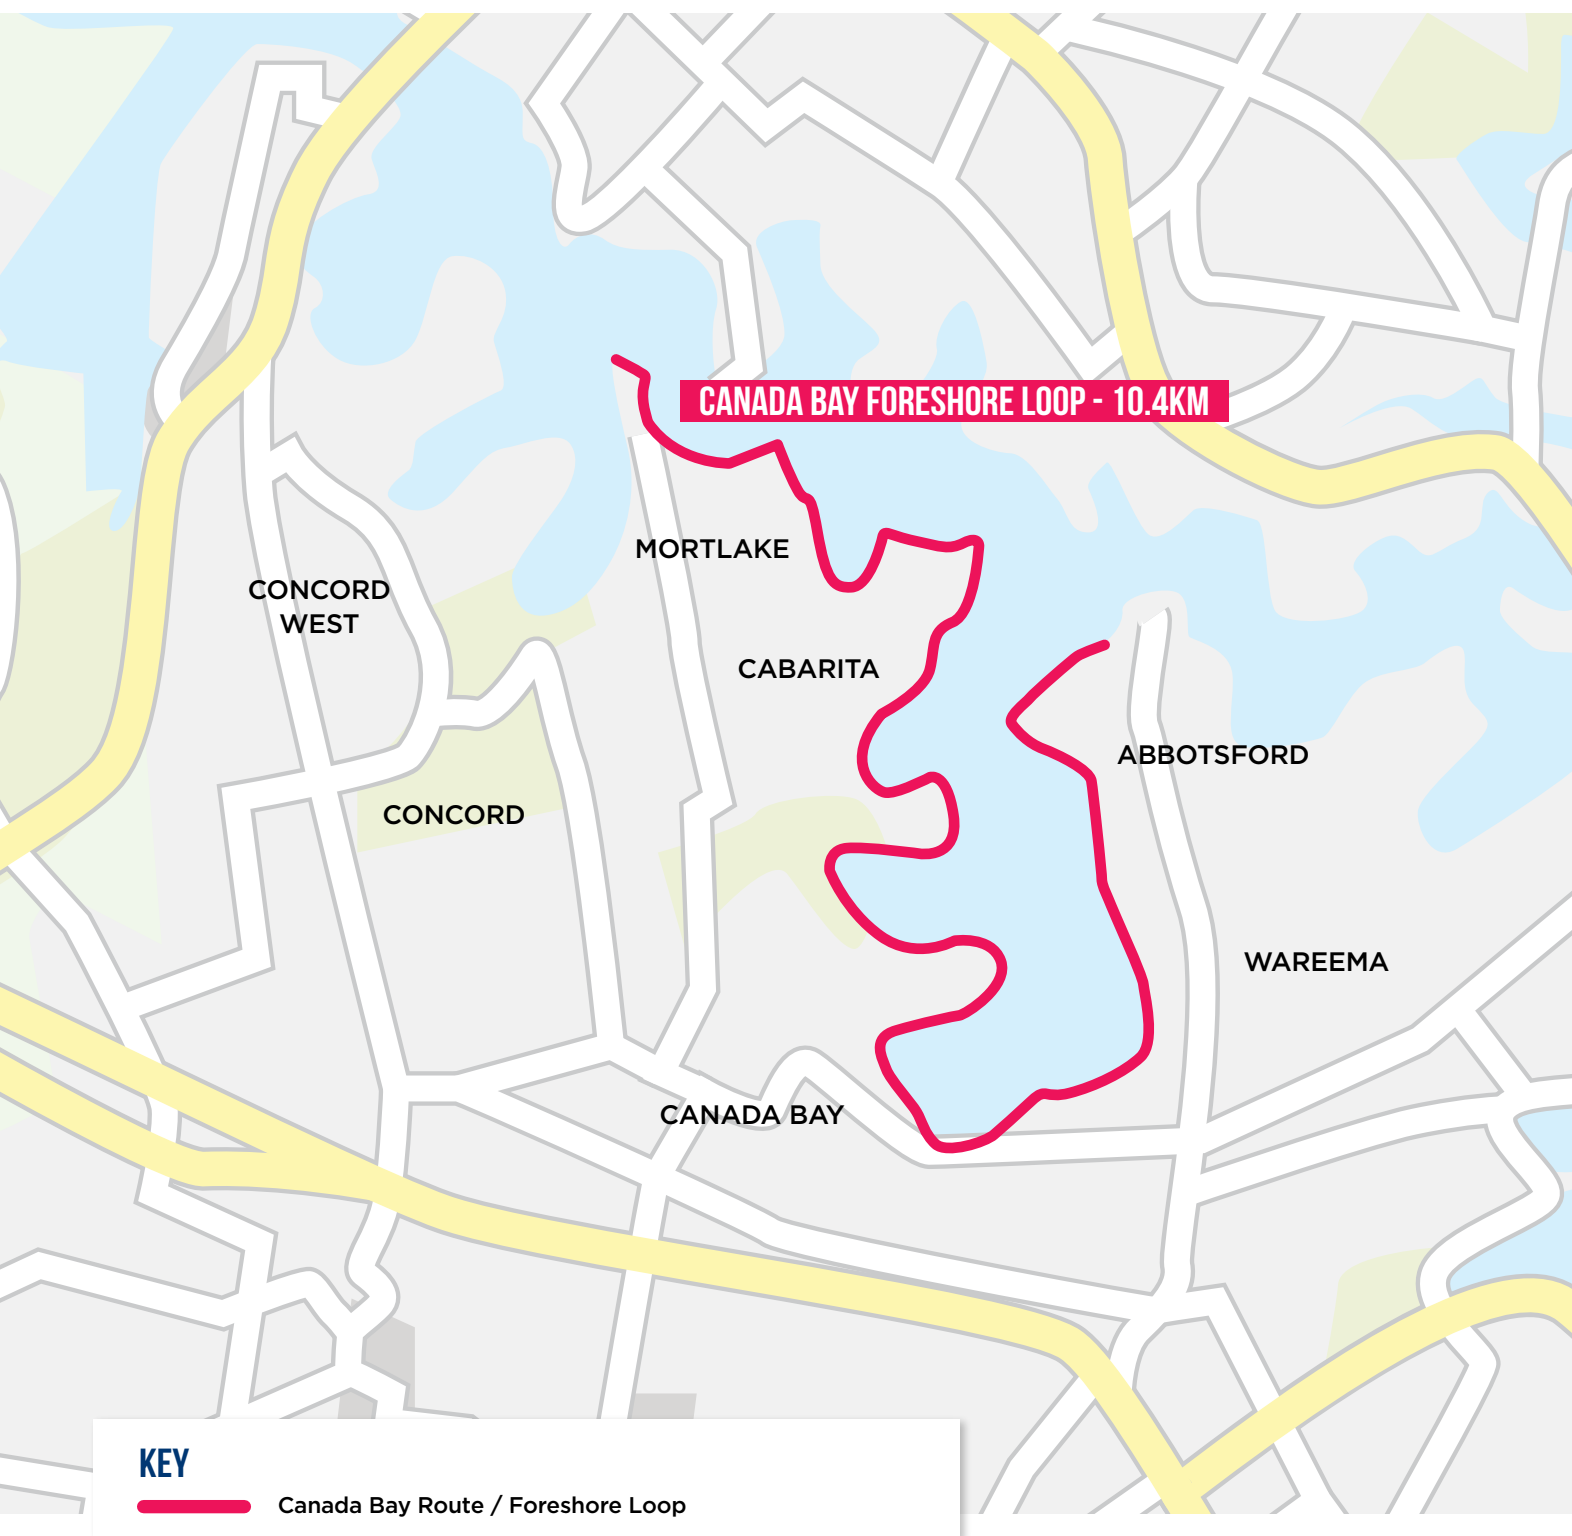 CANADA BAY FORESHORE LOOP - 10.4KM
MORTLAKE
CONCORD
WEST
CABARITA
ABBOTSFORD
CONCORD
WAREEMA
CANADA BAY
KEY
Canada Bay Route / Foreshore Loop